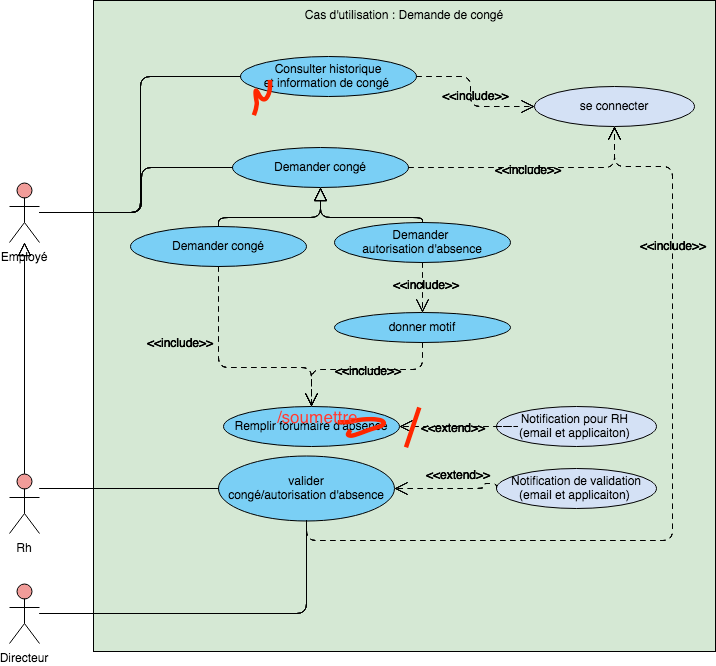 Cas d'utilisation : Demande de congé
Consulter historique
et information de congé
<<include>>
se connecter
Demander congé
<<include>>
Employé
Demander congé
Demander
autorisation d'absence
<<include>>
<<include>>
donner motif
<<include>>
<<include>>
/soumettre
Remplir forumaire d'absence
<<extend>>
Notification pour RH
(email et applicaiton)
valider
congé/autorisation d'absence
<<extend>>
Notification de validation
(email et applicaiton)
Rh
Directeur